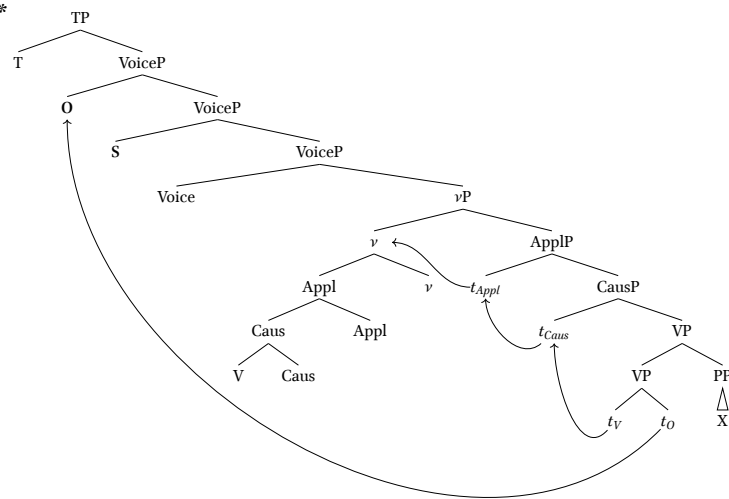 *
TP
T VoiceP
O VoiceP
S VoiceP
Voice vP
v ApplP
Appl v t_Appl CausP
Caus Appl t_Caus VP
V Caus VP PP
t_V t_O X